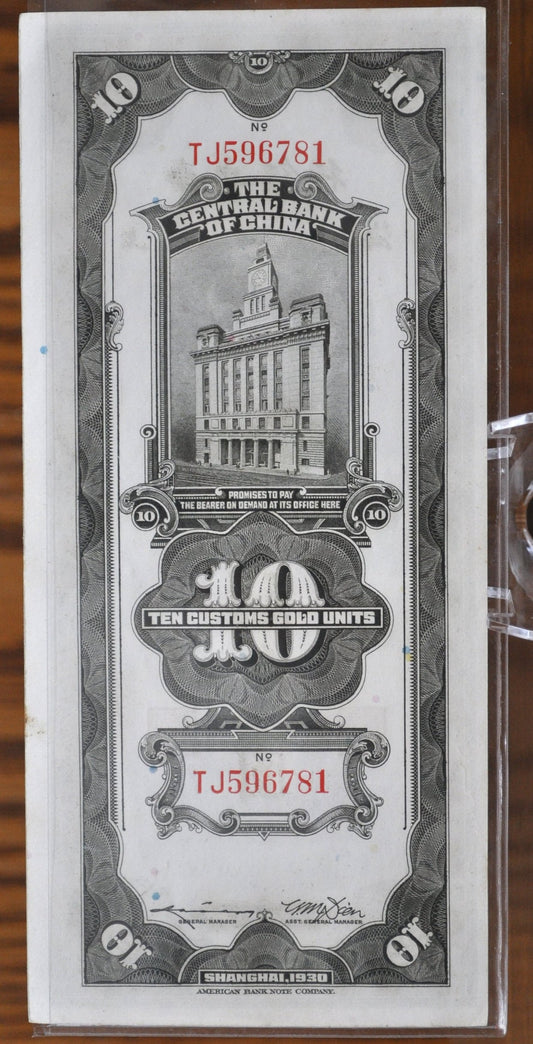 10
10 10
Nº
TJ596781
THE
CENTRAL BANK
OF CHINA
PROMISES TO PAY
THE BEARER ON DEMAND AT ITS OFFICE HERE
10 10
10
TEN CUSTOMS GOLD UNITS
Nº
TJ596781
GENERAL MANAGER ASST. GENERAL MANAGER
10 10
SHANGHAI, 1930
AMERICAN BANK NOTE COMPANY.